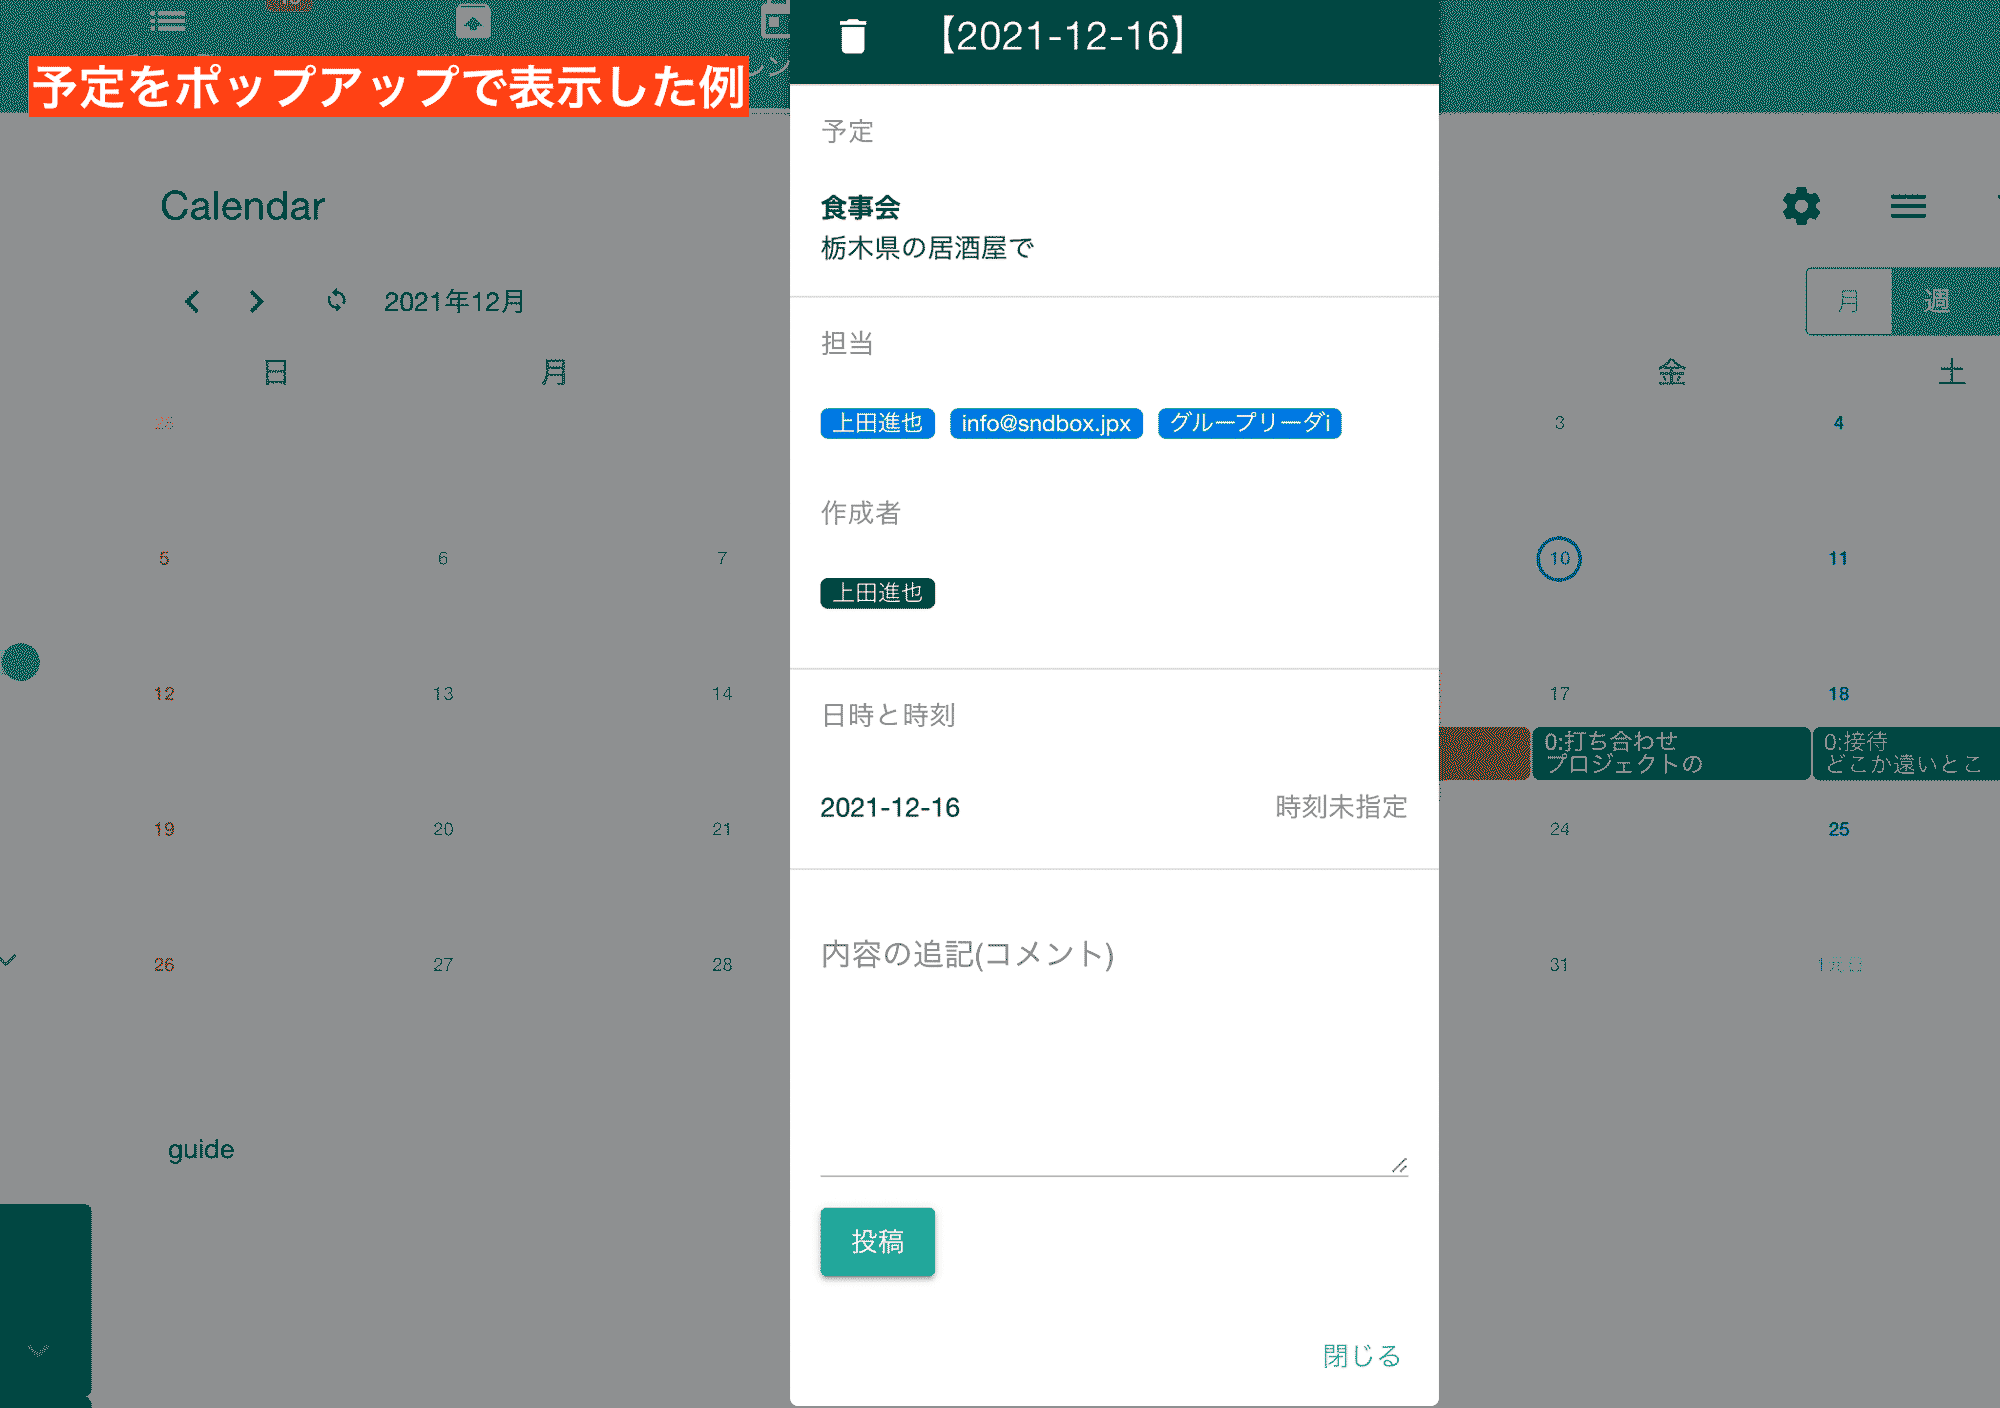 予定をポップアップで表示した例
【2021-12-16】
Calendar
2021年12月
月
週
日
月
金
土
3
4
5
6
7
10
11
12
13
14
17
18
0:打ち合わせ
プロジェクトの
0:接待
どこか遠いとこ
19
20
21
24
25
26
27
28
31
guide
予定
食事会
栃木県の居酒屋で
担当
上田進也
info@sndbox.jpx
グループリーダi
作成者
上田進也
日時と時刻
2021-12-16
時刻未指定
内容の追記(コメント)
投稿
閉じる